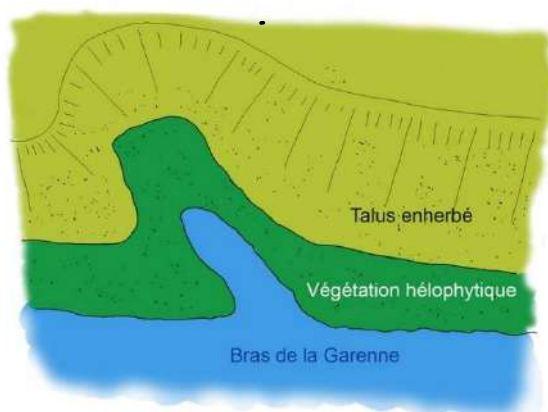 Talus enherbé
Végétation hélophytique
Bras de la Garenne